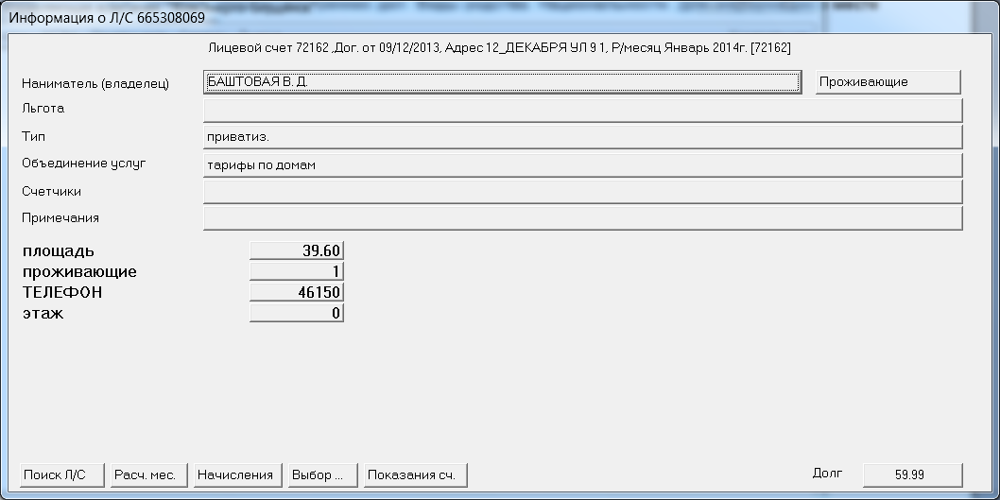 Информация о Л/С 665308069
Лицевой счет 72162 ,Дог. от 09/12/2013, Адрес 12_ДЕКАБРЯ УЛ 9 1, Р/месяц Январь 2014г. [72162]
Наниматель (владелец) БАШТОВАЯ В. Д. Проживающие
Льгота
Тип приватиз.
Объединение услуг тарифы по домам
Счетчики
Примечания
площадь 39.60
проживающие 1
ТЕЛЕФОН 46150
этаж 0
Поиск Л/С Расч. мес. Начисления Выбор ... Показания сч. Долг 59.99